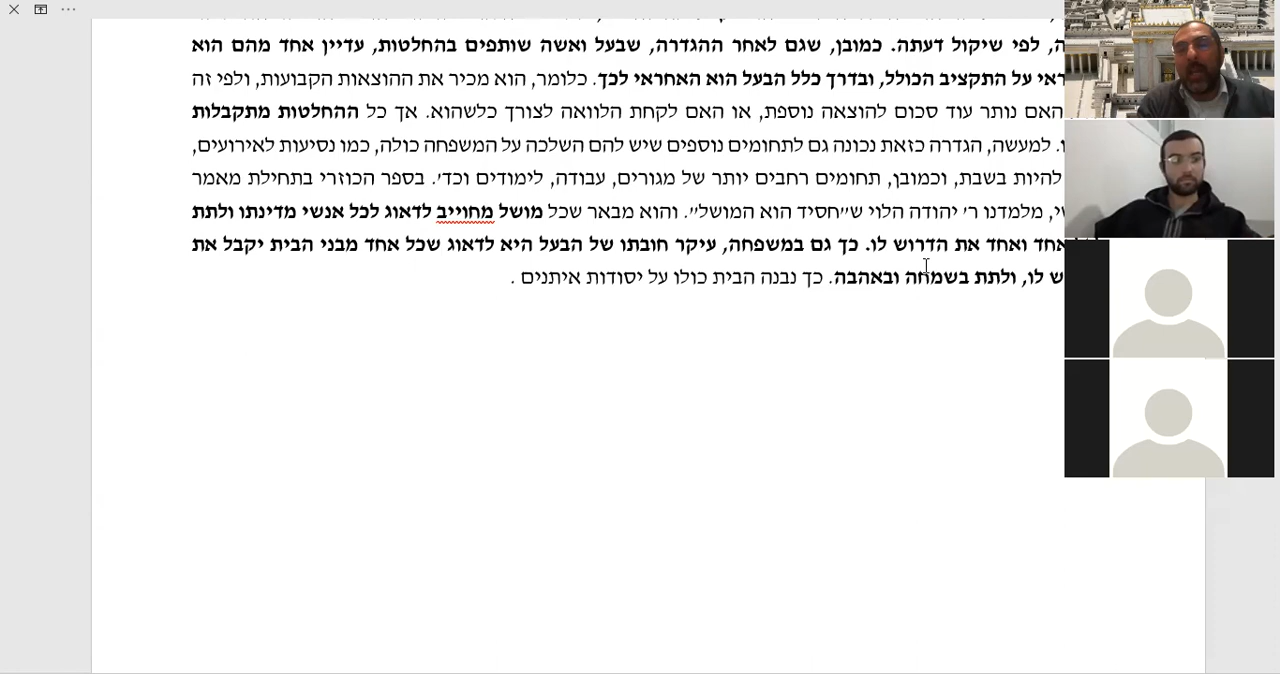 לפי שיקול דעתה. כמובן, שגם לאחר ההגדרה, שבעל ואשה שותפים בהחלטות, עדיין אחד מהם הוא
על התקציב הכולל, ובדרך כלל הבעל הוא האחראי לכך. כלומר, הוא מכיר את ההוצאות הקבועות, ולפי זה
האם נותר עוד סכום להוצאה נוספת, או האם לקחת הלוואה לצורך כלשהוא. אך כל ההחלטות מתקבלות
למעשה, הגדרה כזאת נכונה גם לתחומים נוספים שיש להם השלכה על המשפחה כולה, כמו נסיעות לאירועים,
להיות בשבת, וכמובן, תחומים רחבים יותר של מגורים, עבודה, לימודים וכד'. בספר הכוזרי בתחילת מאמר
מלמדנו ר' יהודה הלוי ש"חסיד הוא המושל". והוא מבאר שכל מושל מחוייב לדאוג לכל אנשי מדינתו ולתת
אחד ואחד את הדרוש לו. כך גם במשפחה, עיקר חובתו של הבעל היא לדאוג שכל אחד מבני הבית יקבל את
לו, ולתת בשמחה ובאהבה. כך נבנה הבית כולו על יסודות איתנים .